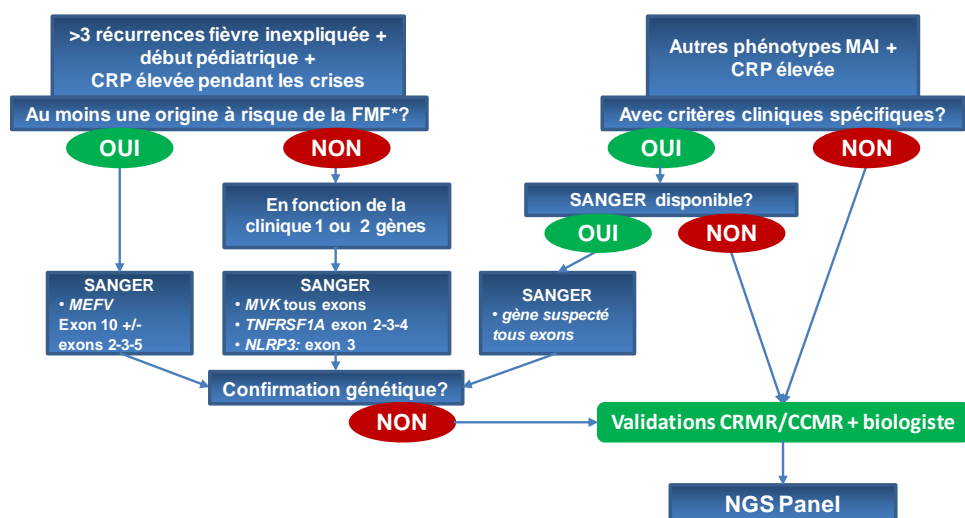 >3 récurrences fièvre inexpliquée +
début pédiatrique +
CRP élevée pendant les crises
Au moins une origine à risque de la FMF*?
OUI
NON
En fonction de la
clinique 1 ou 2 gènes
SANGER
• MEFV
Exon 10 +/-
exons 2-3-5
SANGER
• MVK tous exons
• TNFRSF1A exon 2-3-4
• NLRP3: exon 3
Autres phénotypes MAI +
CRP élevée
Avec critères cliniques spécifiques?
OUI
NON
SANGER disponible?
OUI
NON
SANGER
• gène suspecté
tous exons
Confirmation génétique?
NON
Validations CRMR/CCMR + biologiste
NGS Panel